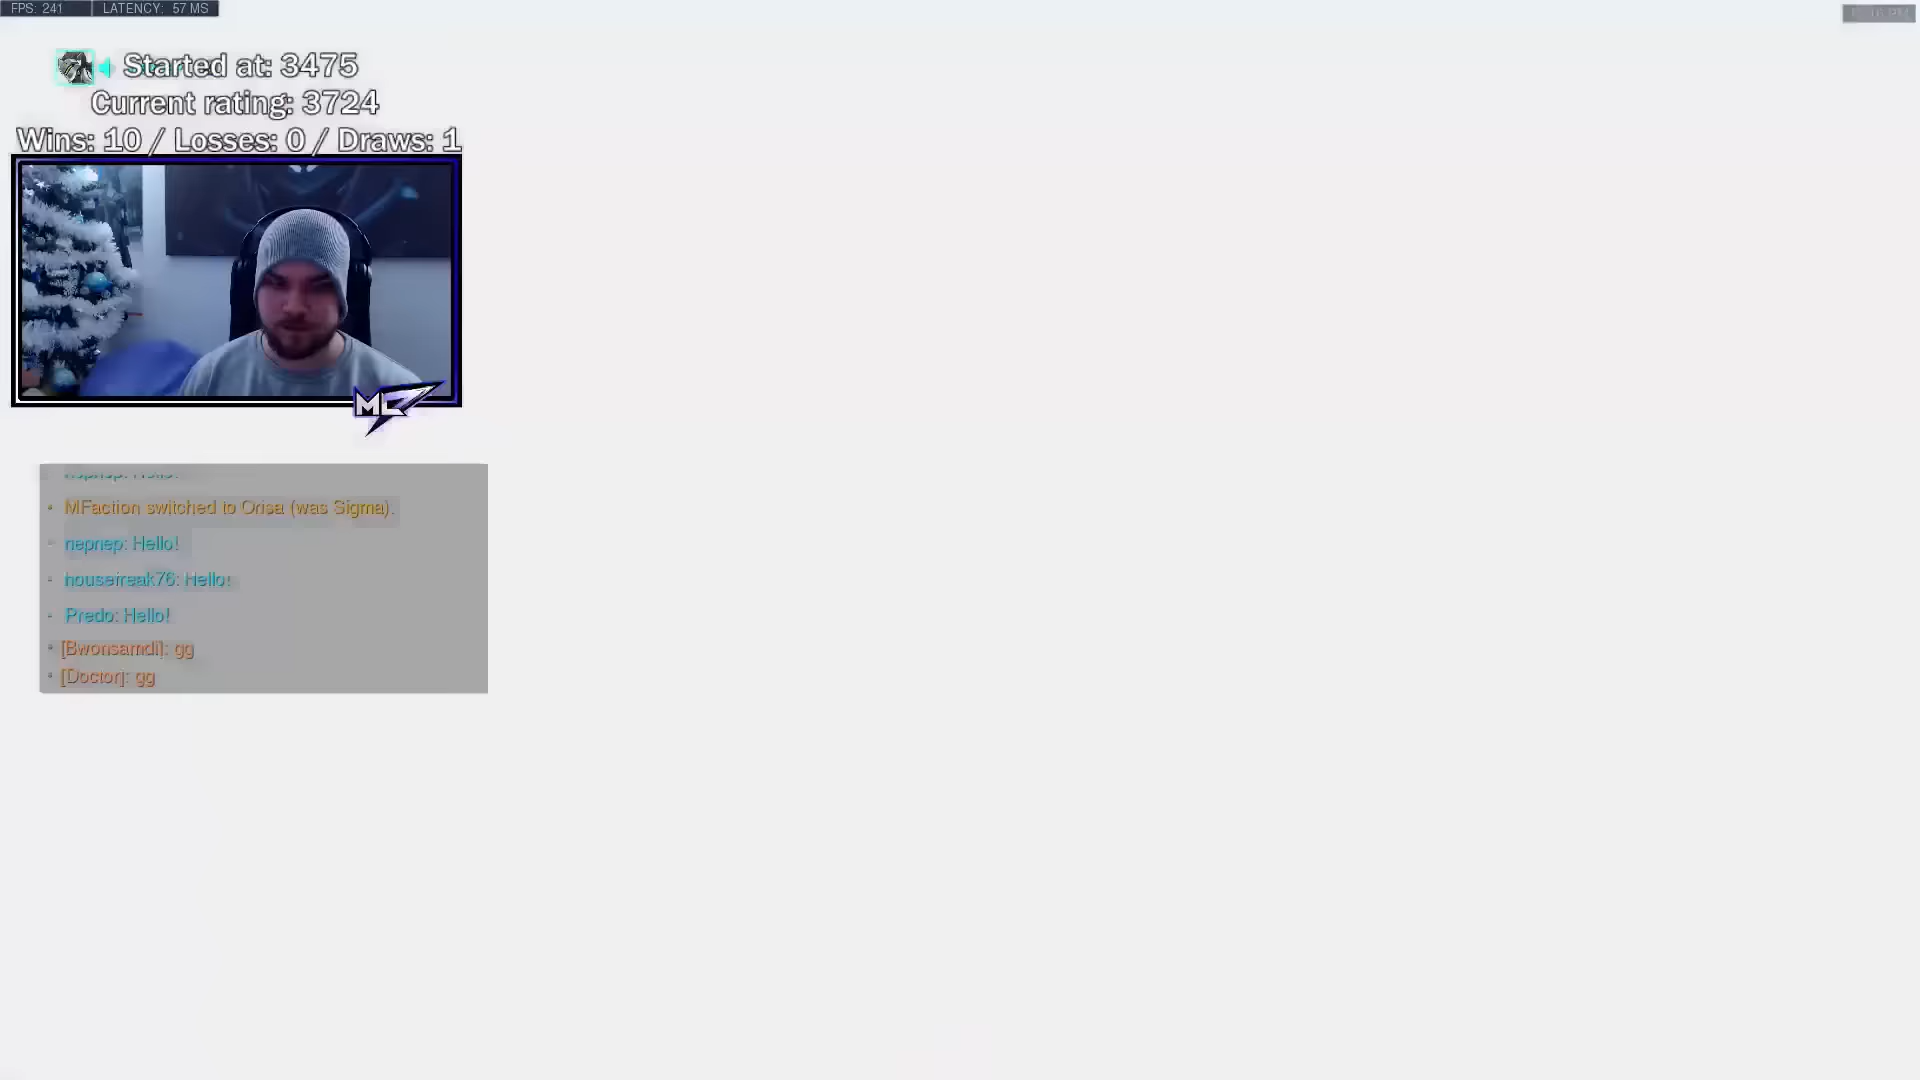 FPS: 241 LATENCY: 57 MS
Started at: 3475
Current rating: 3724
Wins: 10 / Losses: 0 / Draws: 1
MC
MFaction switched to Orisa (was Sigma).
nepnep: Hello!
housefreak76: Hello!
Predo: Hello!
[Bwonsamdi]: gg
[Doctor]: gg